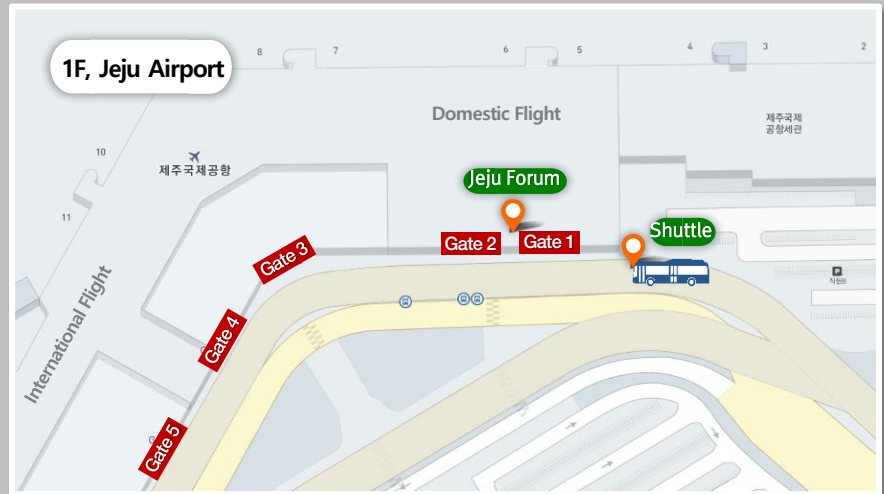 1F, Jeju Airport
8
7
6
5
4
3
2
Domestic Flight
제주국제
공항세관
10
제주국제공항
Jeju Forum
11
Gate 2
Gate 1
Shuttle
Gate 3
P
International Flight
Gate 4
G
Gate 5